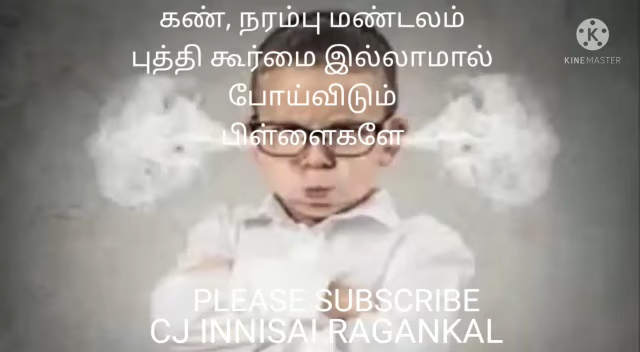 கண், நரம்பு மண்டலம்
புத்தி கூர்மை இல்லாமால்
போய்விடும்
பிள்ளைகளே
K
KINEMASTER
PLEASE SUBSCRIBE
CJ INNISAI RAGANKAL